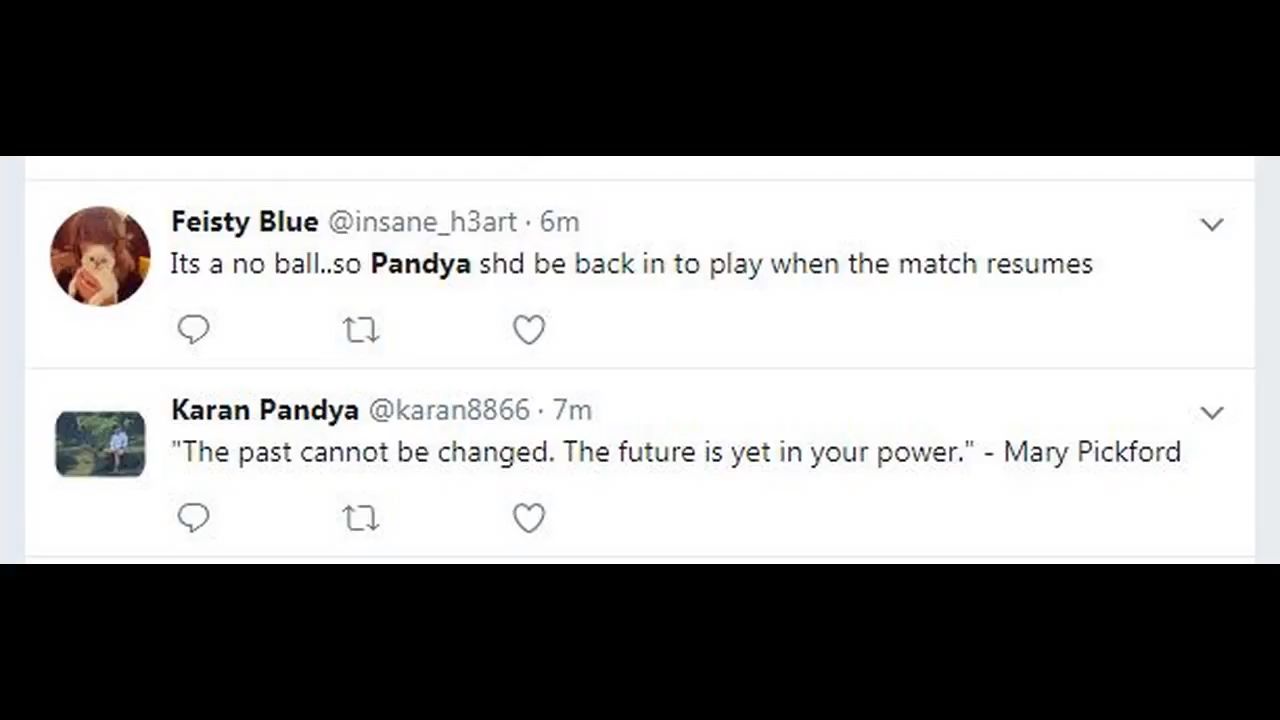 Feisty Blue @insane_h3art · 6m
Its a no ball..so Pandya shd be back in to play when the match resumes
Karan Pandya @karan8866 · 7m
"The past cannot be changed. The future is yet in your power." - Mary Pickford